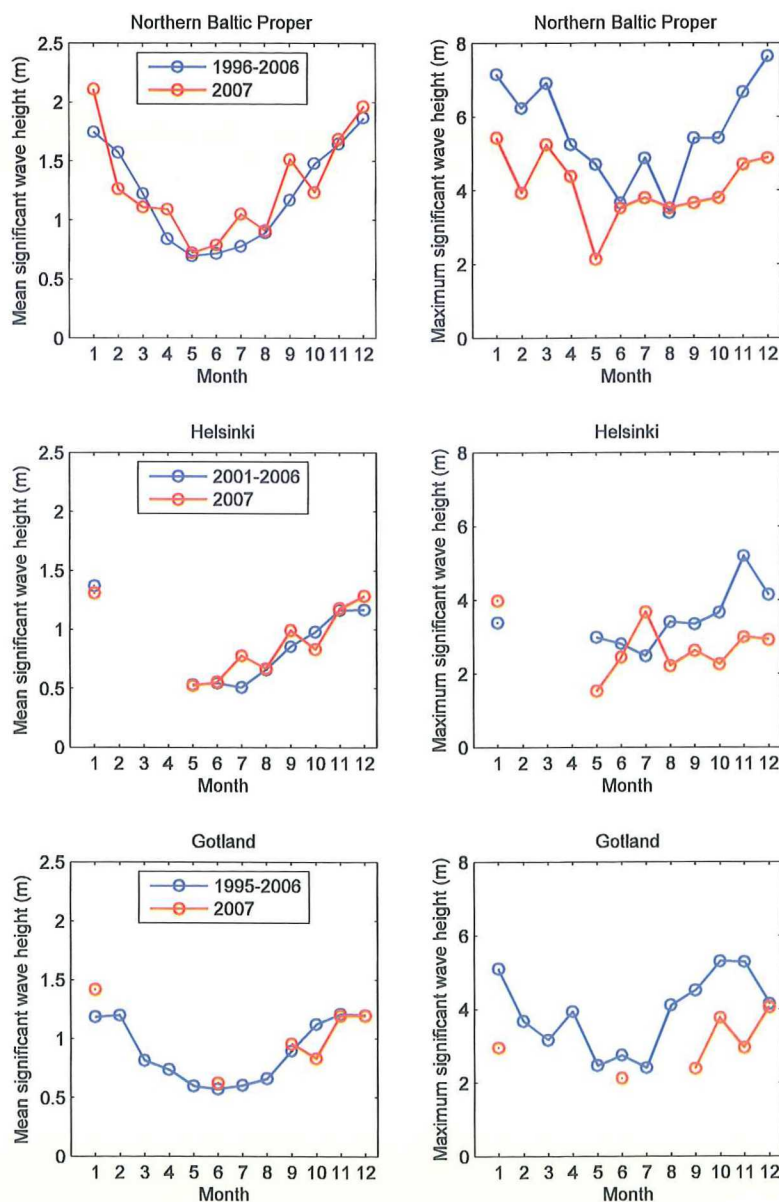 Northern Baltic Proper
Mean significant wave height (m)
2.5
2
1.5
1
0.5
0
1996-2006
2007
1 2 3 4 5 6 7 8 9 10 11 12
Month
Northern Baltic Proper
Maximum significant wave height (m)
8
6
4
2
0
1 2 3 4 5 6 7 8 9 10 11 12
Month
Helsinki
Mean significant wave height (m)
2.5
2
1.5
1
0.5
0
2001-2006
2007
1 2 3 4 5 6 7 8 9 10 11 12
Month
Helsinki
Maximum significant wave height (m)
8
6
4
2
0
1 2 3 4 5 6 7 8 9 10 11 12
Month
Gotland
Mean significant wave height (m)
2.5
2
1.5
1
0.5
0
1995-2006
2007
1 2 3 4 5 6 7 8 9 10 11 12
Month
Gotland
Maximum significant wave height (m)
8
6
4
2
0
1 2 3 4 5 6 7 8 9 10 11 12
Month